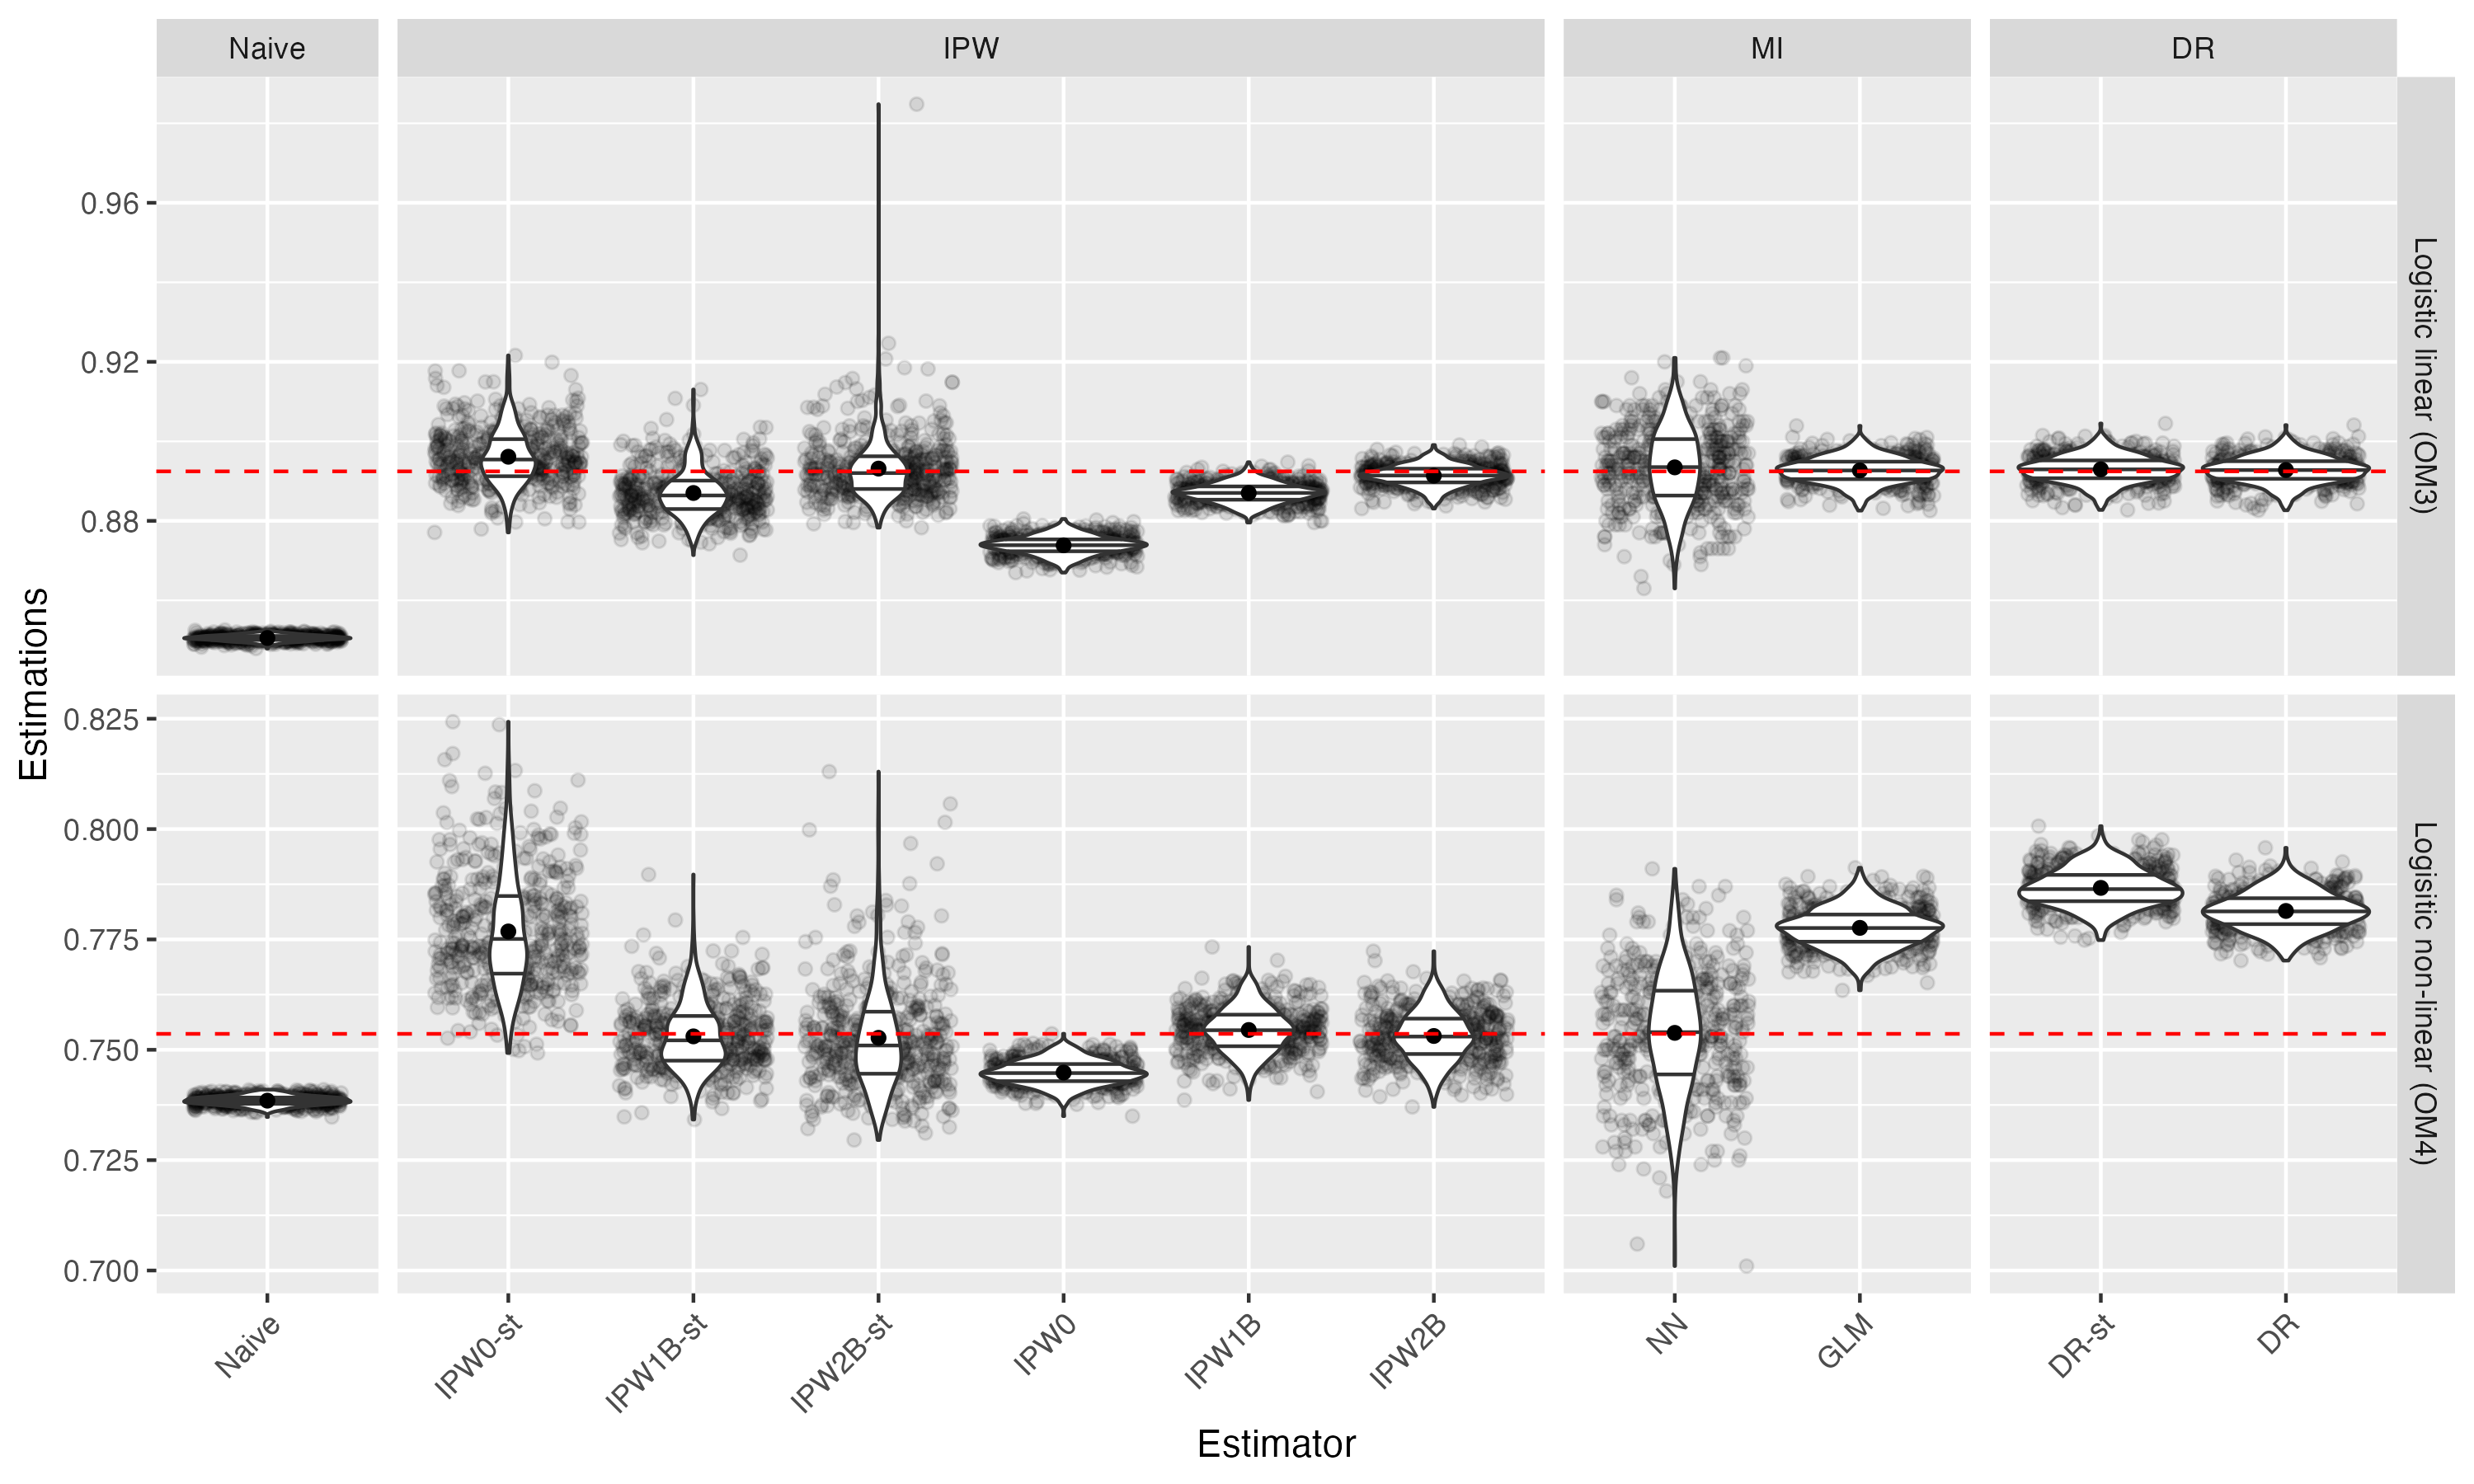 Naive
IPW
MI
DR
Estimations
0.96
0.92
0.88
Logistic linear (OM3)
0.825
0.800
0.775
0.750
0.725
0.700
Logisitic non-linear (OM4)
Naive
IPW0-st
IPW1B-st
IPW2B-st
IPW0
IPW1B
IPW2B
NN
GLM
DR-st
DR
Estimator